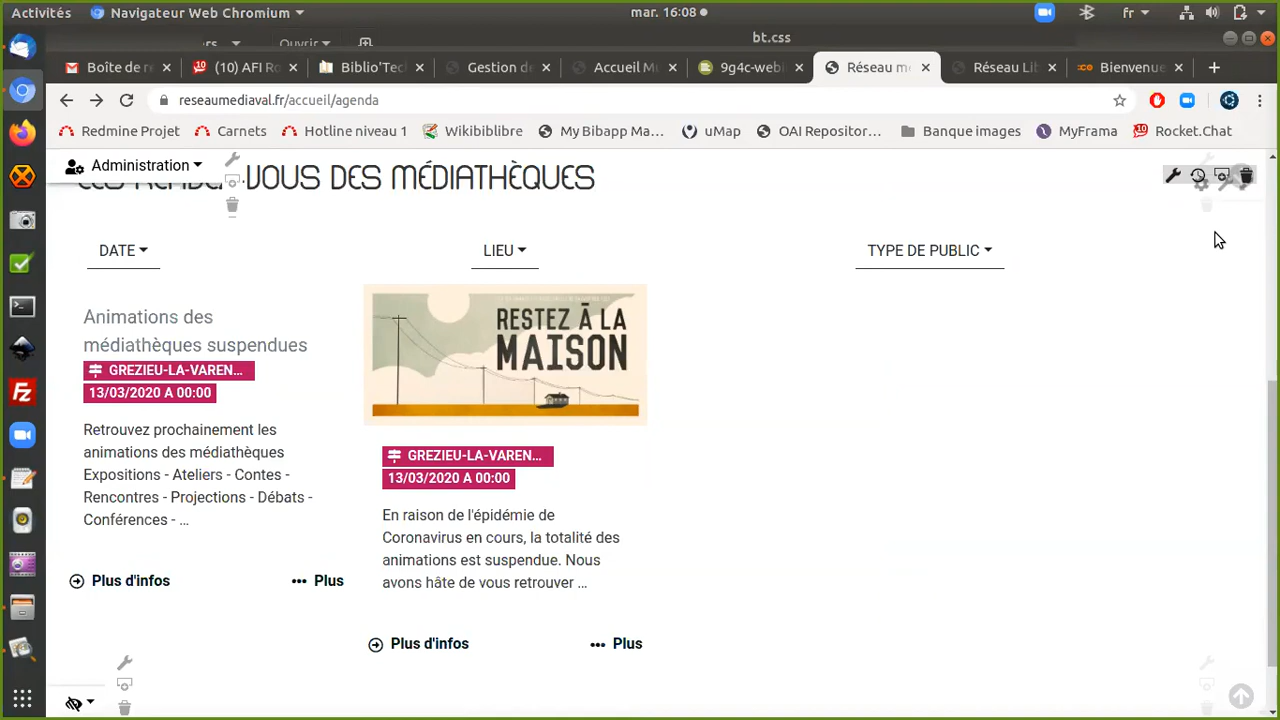 Activités
Navigateur Web Chromium
mar. 16:08
fr
Ouvrir
bt.css
Boîte de r
(10) AFI R
Biblio'Tec
Gestion de
Accueil M
9g4c-webi
Réseau m
Réseau Lib
Bienvenue
reseaumediaval.fr/accueil/agenda
Redmine Projet
Carnets
Hotline niveau 1
Wikibiblibre
My Bibapp Ma...
uMap
OAI Repositor...
Banque images
MyFrama
Rocket.Chat
Administration
VOUS DES MÉDIATHÈQUES
DATE
LIEU
TYPE DE PUBLIC
Animations des
médiathèques suspendues
GREZIEU-LA-VAREN...
13/03/2020 A 00:00
Retrouvez prochainement les
animations des médiathèques
Expositions - Ateliers - Contes -
Rencontres - Projections - Débats -
Conférences - ...
Plus d'infos
Plus
RESTEZ À LA
MAISON
GREZIEU-LA-VAREN...
13/03/2020 A 00:00
En raison de l'épidémie de
Coronavirus en cours, la totalité des
animations est suspendue. Nous
avons hâte de vous retrouver ...
Plus d'infos
Plus